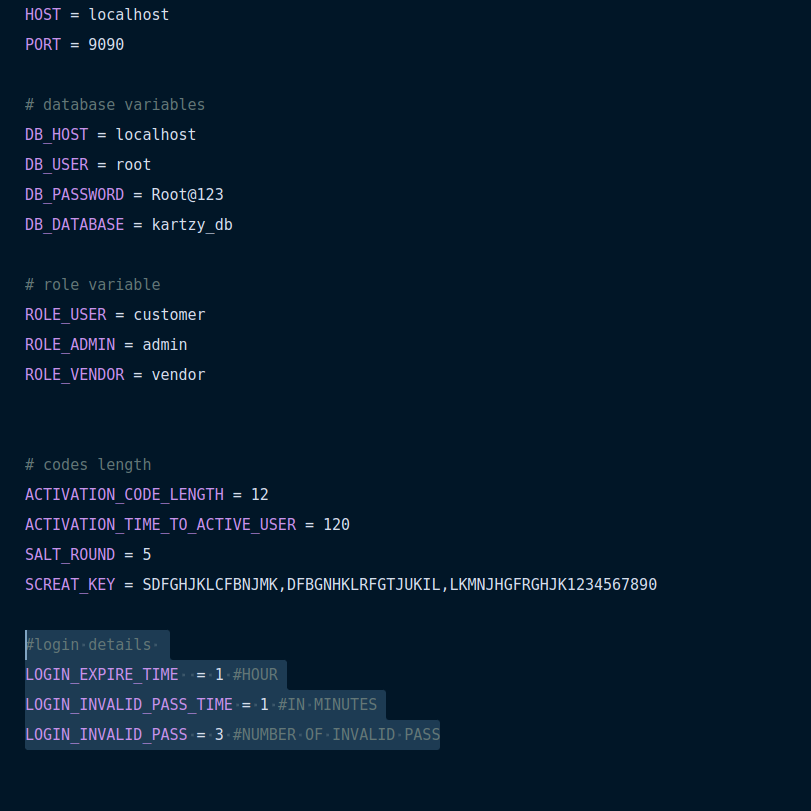 HOST = localhost
PORT = 9090
# database variables
DB_HOST = localhost
DB_USER = root
DB_PASSWORD = Root@123
DB_DATABASE = kartzy_db
# role variable
ROLE_USER = customer
ROLE_ADMIN = admin
ROLE_VENDOR = vendor
# codes length
ACTIVATION_CODE_LENGTH = 12
ACTIVATION_TIME_TO_ACTIVE_USER = 120
SALT_ROUND = 5
SCREAT_KEY = SDFGHJKLCFBNJMK,DFBGNHKLRFGTJUKIL,LKMNJHGFRGHJK1234567890
#login details
LOGIN_EXPIRE_TIME  = 1 #HOUR
LOGIN_INVALID_PASS_TIME = 1 #IN MINUTES
LOGIN_INVALID_PASS = 3 #NUMBER OF INVALID PASS